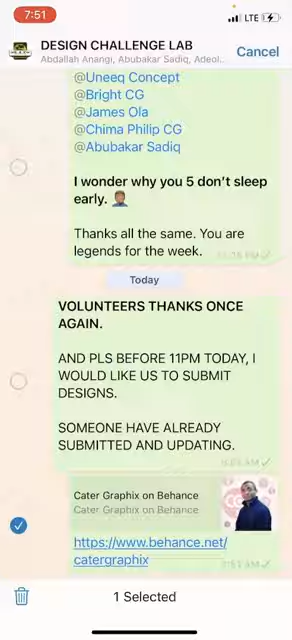 7:51
LTE
DESIGN CHALLENGE LAB
Abdallah Anangi, Abubakar Sadiq, Adeol...
Cancel
@Uneeq Concept
@Bright CG
@James Ola
@Chima Philip CG
@Abubakar Sadiq
I wonder why you 5 don't sleep
early.
Thanks all the same. You are
legends for the week.
Today
VOLUNTEERS THANKS ONCE
AGAIN.
AND PLS BEFORE 11PM TODAY, I
WOULD LIKE US TO SUBMIT
DESIGNS.
SOMEONE HAVE ALREADY
SUBMITTED AND UPDATING.
Cater Graphix on Behance
Cater Graphix on Behance
https://www.behance.net/
catergraphix
7:51 AM
1 Selected